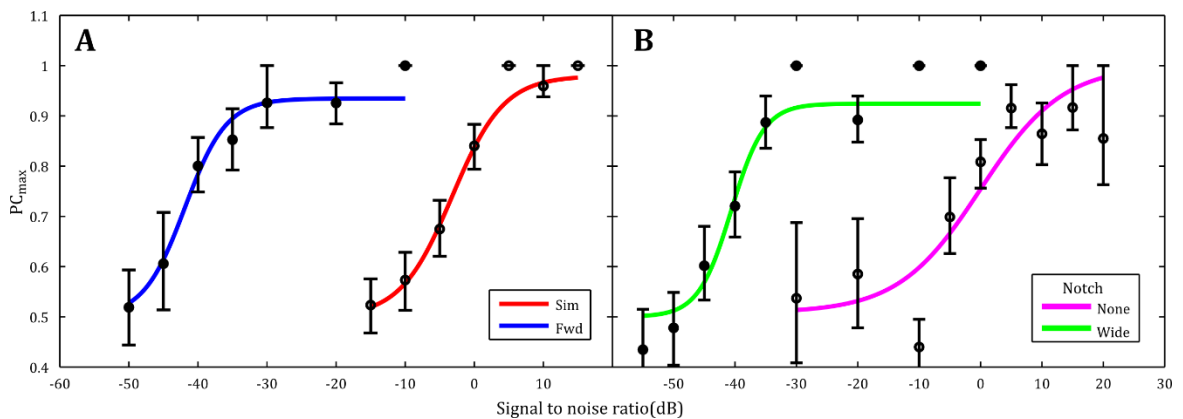 A
B
PCmax
1.1
1
0.9
0.8
0.7
0.6
0.5
0.4
Sim
Fwd
Notch
None
Wide
-60 -50 -40 -30 -20 -10 0 10
-50 -40 -30 -20 -10 0 10 20 30
Signal to noise ratio(dB)